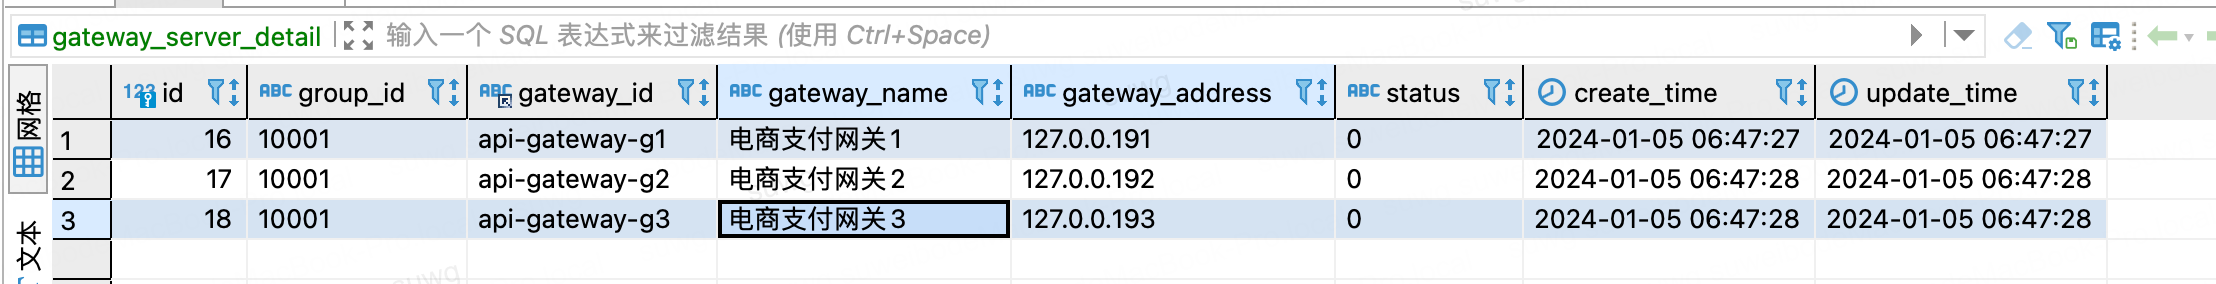 gateway_server_detail 输入一个 SQL 表达式来过滤结果 (使用 Ctrl+Space)
网格
文本
123 id ABC group_id ABC gateway_id ABC gateway_name ABC gateway_address ABC status create_time update_time
1 16 10001 api-gateway-g1 电商支付网关1 127.0.0.191 0 2024-01-05 06:47:27 2024-01-05 06:47:27
2 17 10001 api-gateway-g2 电商支付网关2 127.0.0.192 0 2024-01-05 06:47:28 2024-01-05 06:47:28
3 18 10001 api-gateway-g3 电商支付网关3 127.0.0.193 0 2024-01-05 06:47:28 2024-01-05 06:47:28
suwg